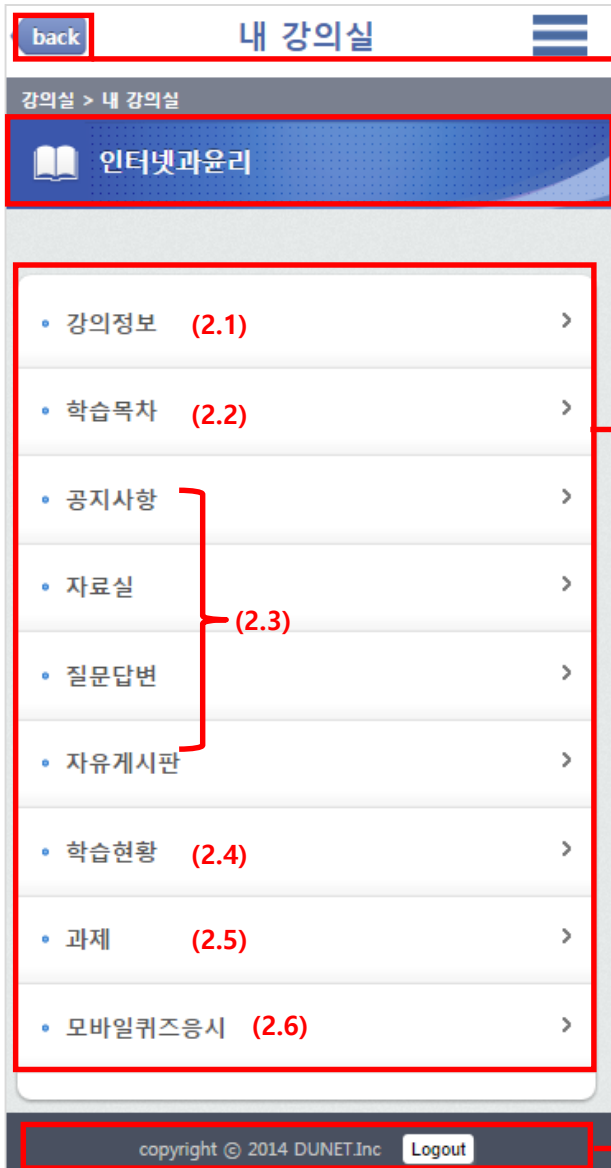 back 내 강의실
강의실 > 내 강의실
인터넷과윤리
강의정보 (2.1)
학습목차 (2.2)
공지사항
자료실
(2.3)
질문답변
자유게시판
학습현황 (2.4)
과제 (2.5)
모바일퀴즈응시 (2.6)
copyright ⓒ 2014 DUNET.Inc Logout